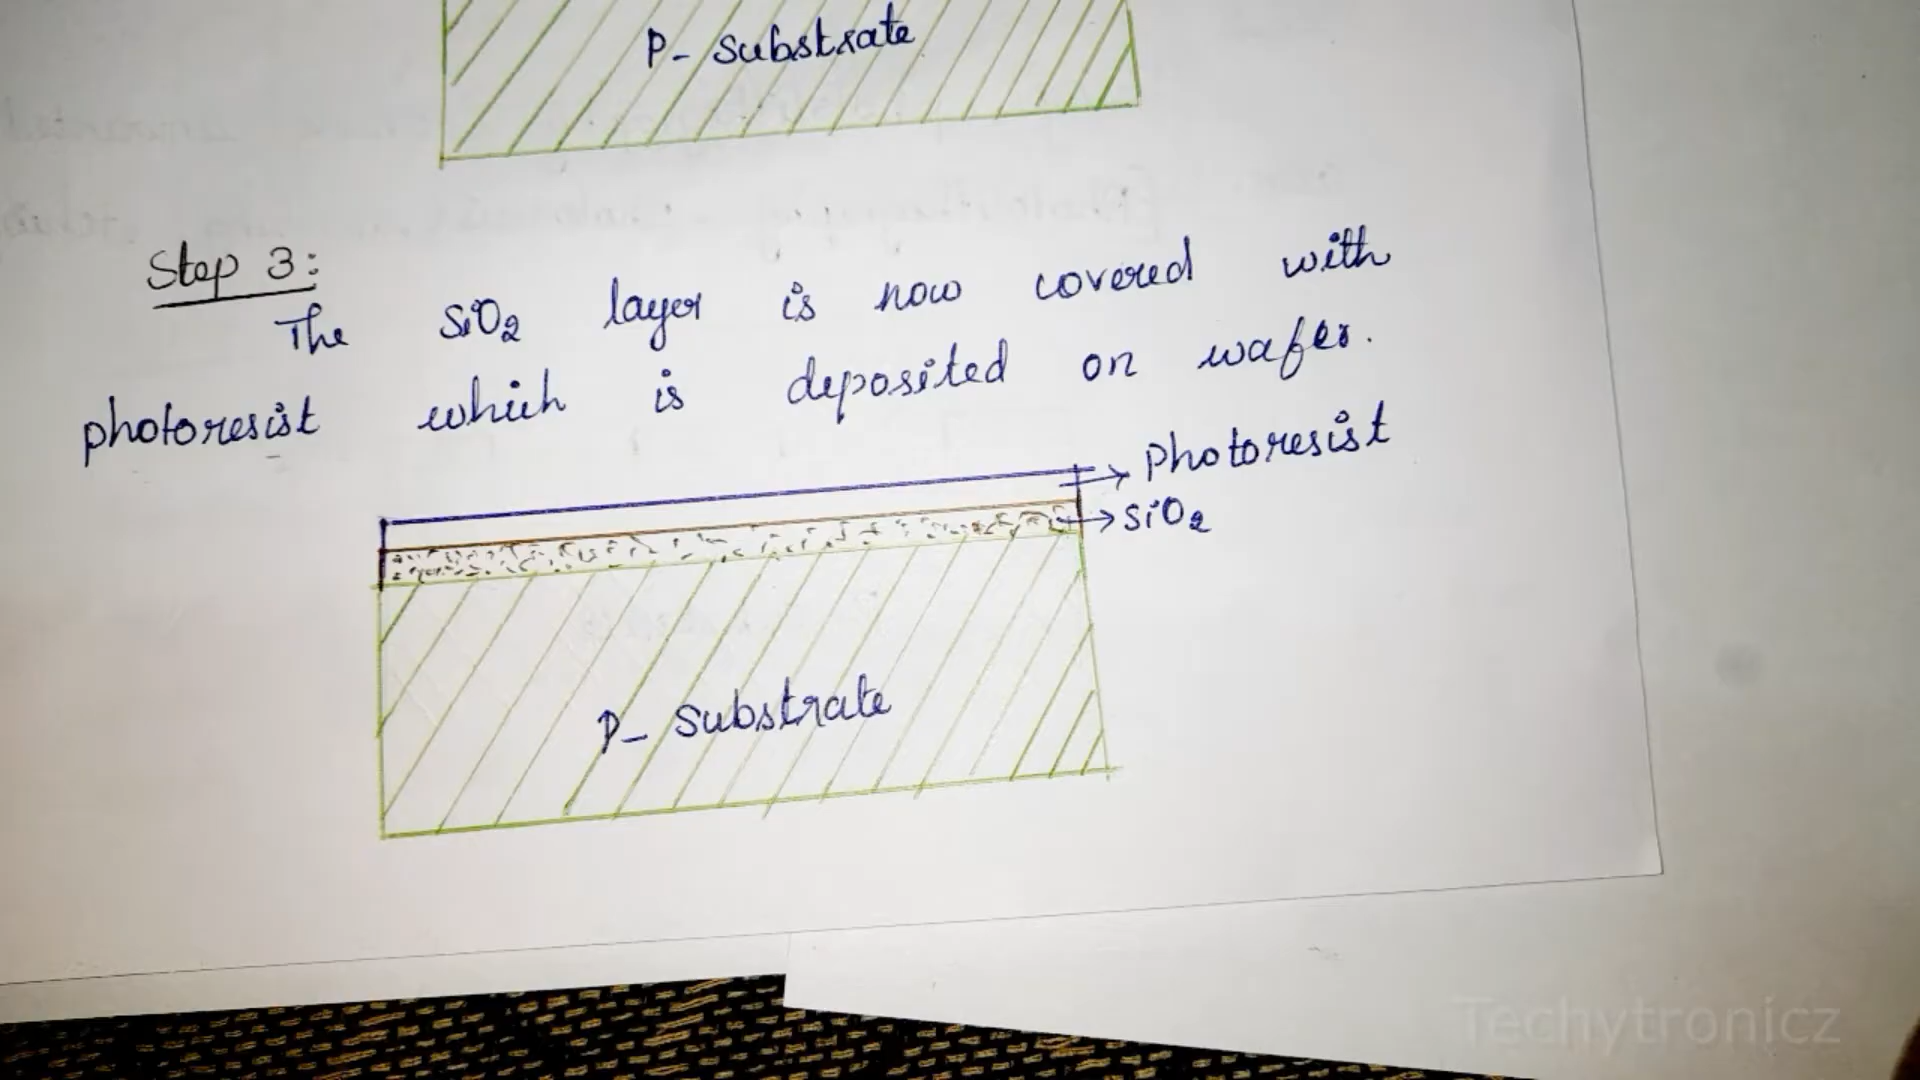 P- Substrate
Step 3:
The SiO2 layer is now covered with
photoresist which is deposited on wafer.
Photoresist
SiO2
P- Substrate
Techytronicz